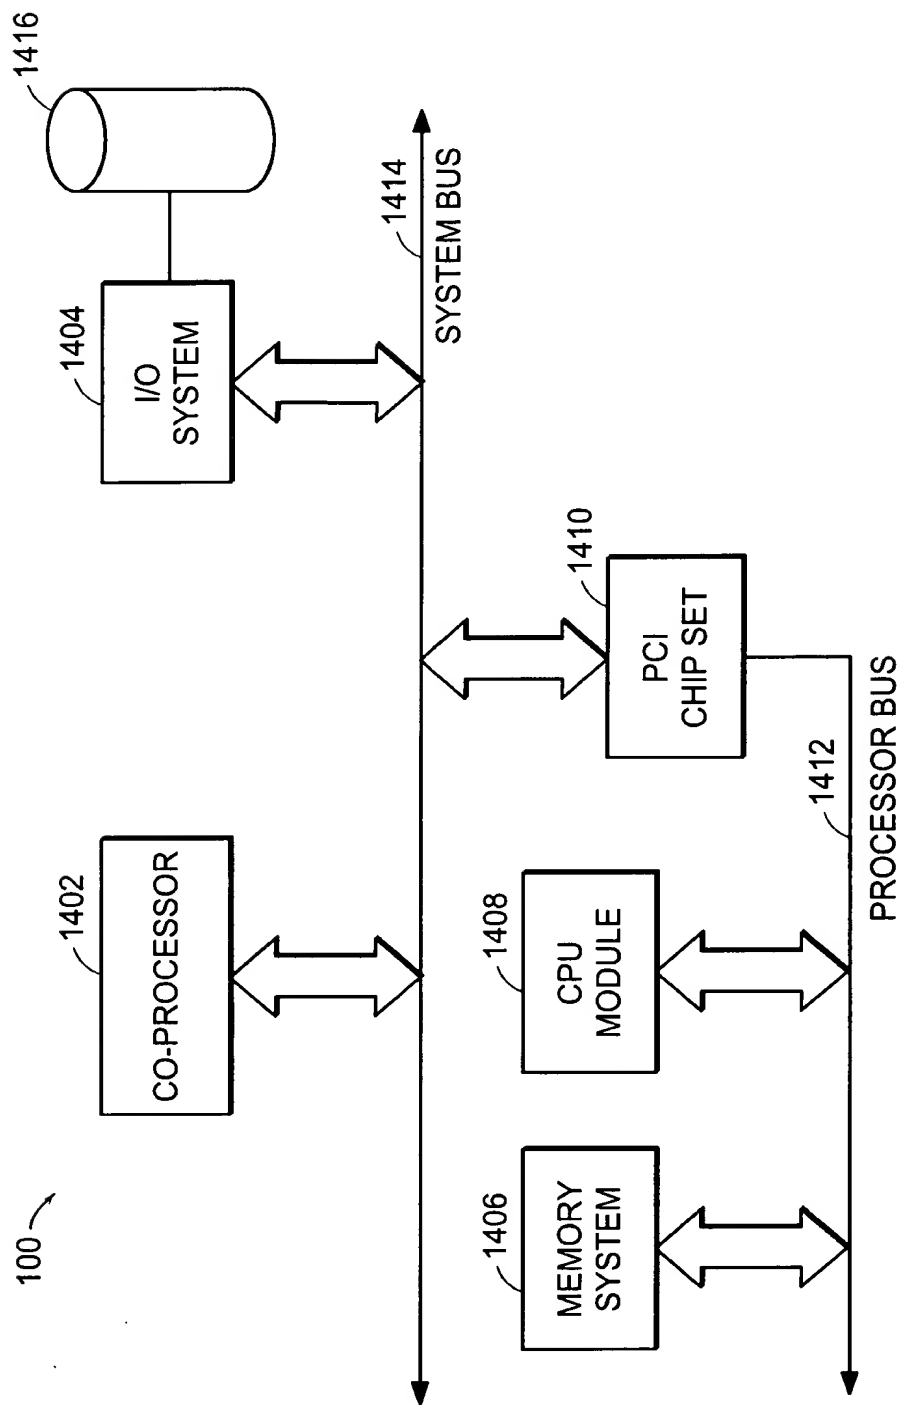 100
1402
CO-PROCESSOR
1404
I/O
SYSTEM
1416
1414
SYSTEM BUS
1406
MEMORY
SYSTEM
1408
CPU
MODULE
1410
PCI
CHIP SET
1412
PROCESSOR BUS